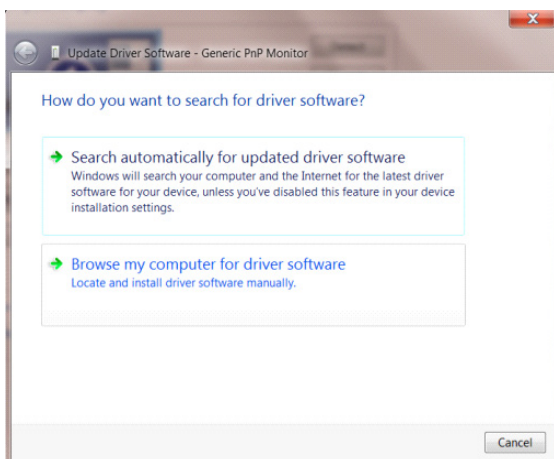 Update Driver Software - Generic PnP Monitor
How do you want to search for driver software?
Search automatically for updated driver software
Windows will search your computer and the Internet for the latest driver
software for your device, unless you've disabled this feature in your device
installation settings.
Browse my computer for driver software
Locate and install driver software manually.
Cancel